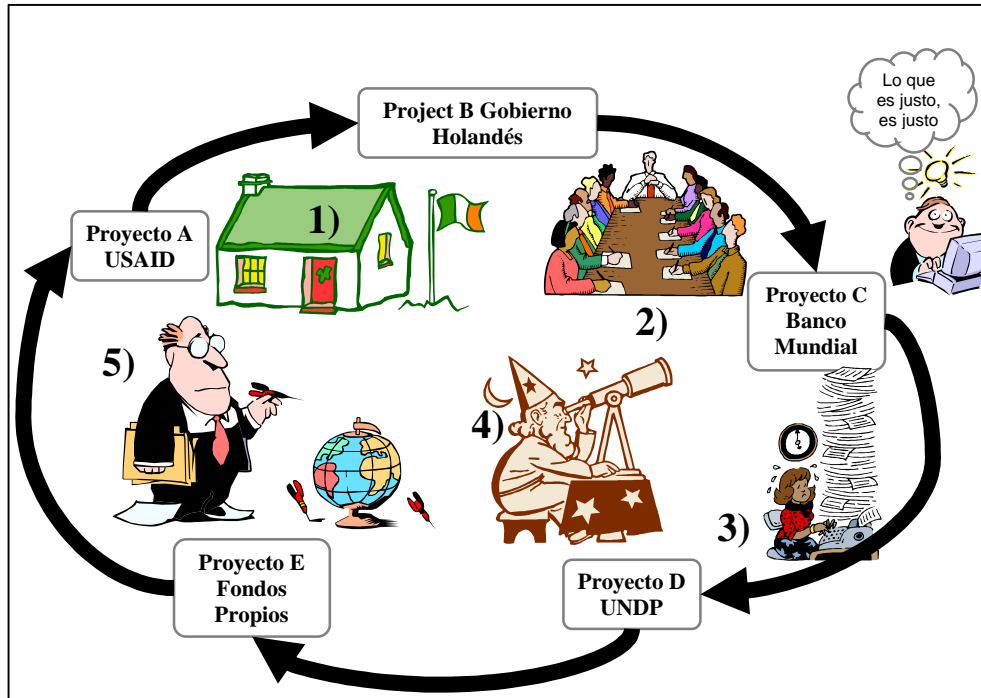 Lo que
es justo,
es justo
Project B Gobierno
Holandés
1)
Proyecto A
USAID
2)
Proyecto C
Banco
Mundial
5)
4)
3)
Proyecto E
Fondos
Propios
Proyecto D
UNDP